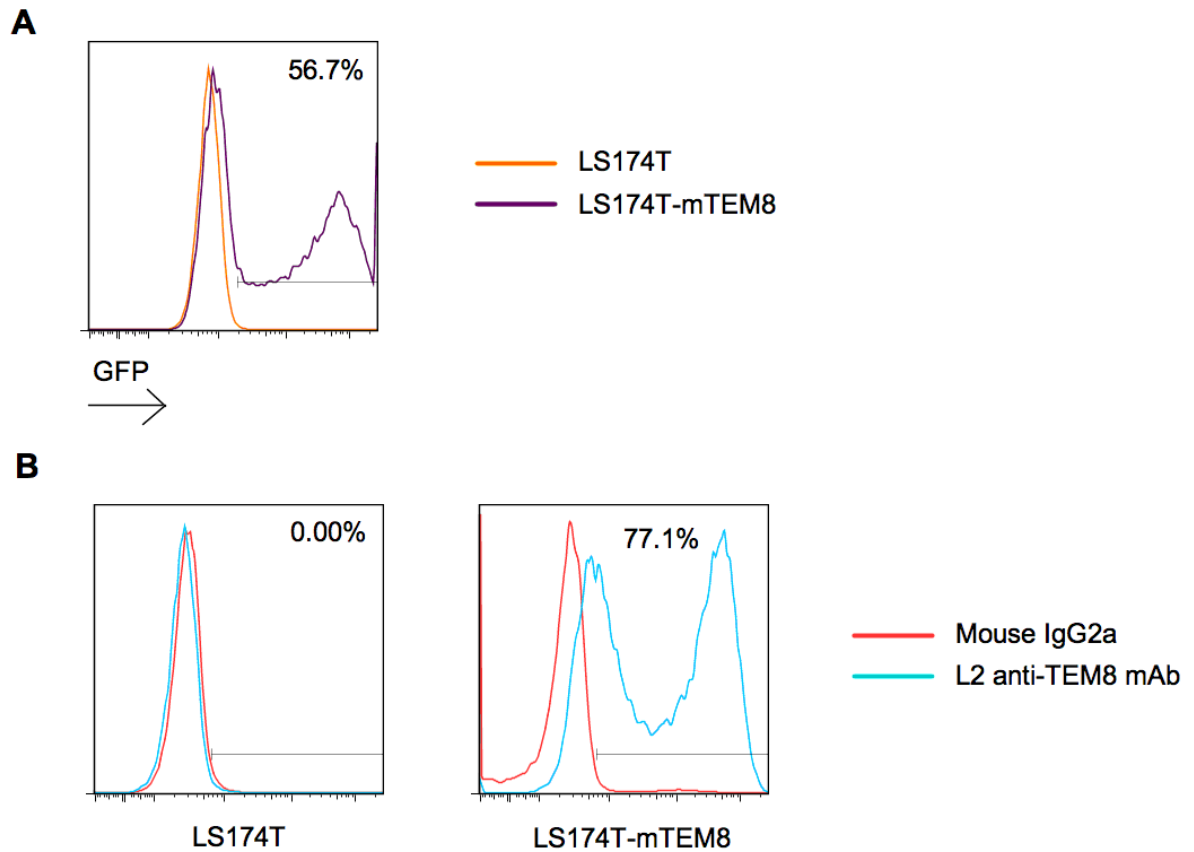 A
56.7%
LS174T
LS174T-mTEM8
GFP
B
0.00%
77.1%
Mouse IgG2a
L2 anti-TEM8 mAb
LS174T
LS174T-mTEM8